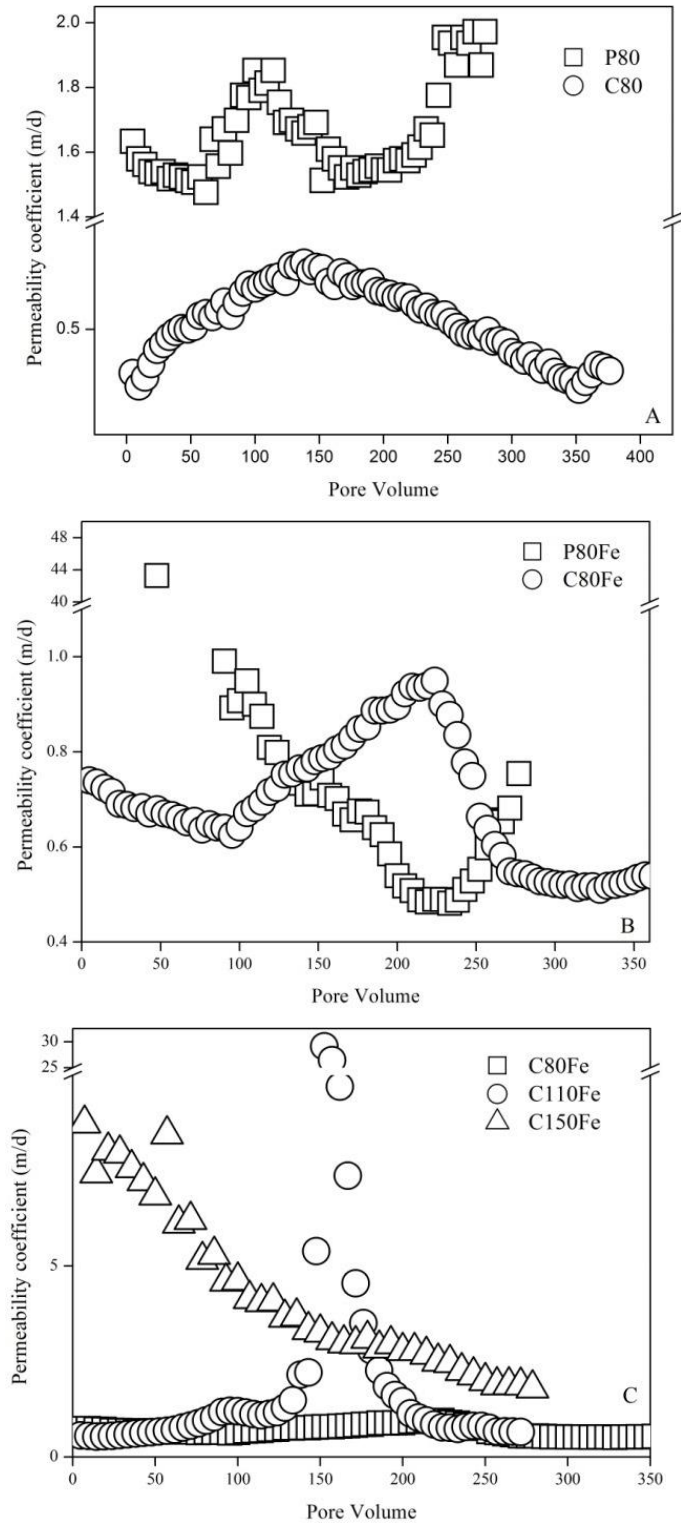 2.0
P80
C80
1.8
1.6
1.4
0.5
Permeability coefficient (m/d)
A
0 50 100 150 200 250 300 350 400
Pore Volume
48
44
40
P80Fe
C80Fe
1.0
0.8
0.6
0.4
Permeability coefficient (m/d)
B
0 50 100 150 200 250 300 350
Pore Volume
30
25
C80Fe
C110Fe
C150Fe
5
0
Permeability coefficient (m/d)
C
0 50 100 150 200 250 300 350
Pore Volume